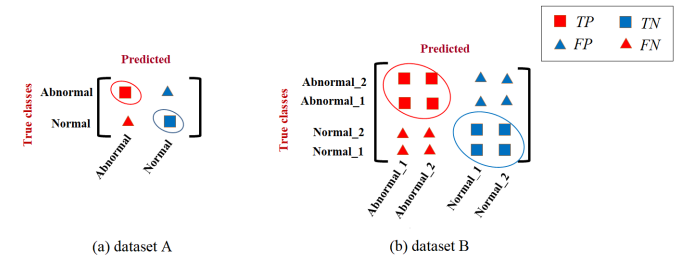 TP
TN
FP
FN
Predicted
True classes
Abnormal
Normal
Abnormal
Normal
(a) dataset A
Predicted
True classes
Abnormal_2
Abnormal_1
Normal_2
Normal_1
Abnormal_1
Abnormal_2
Normal_1
Normal_2
(b) dataset B